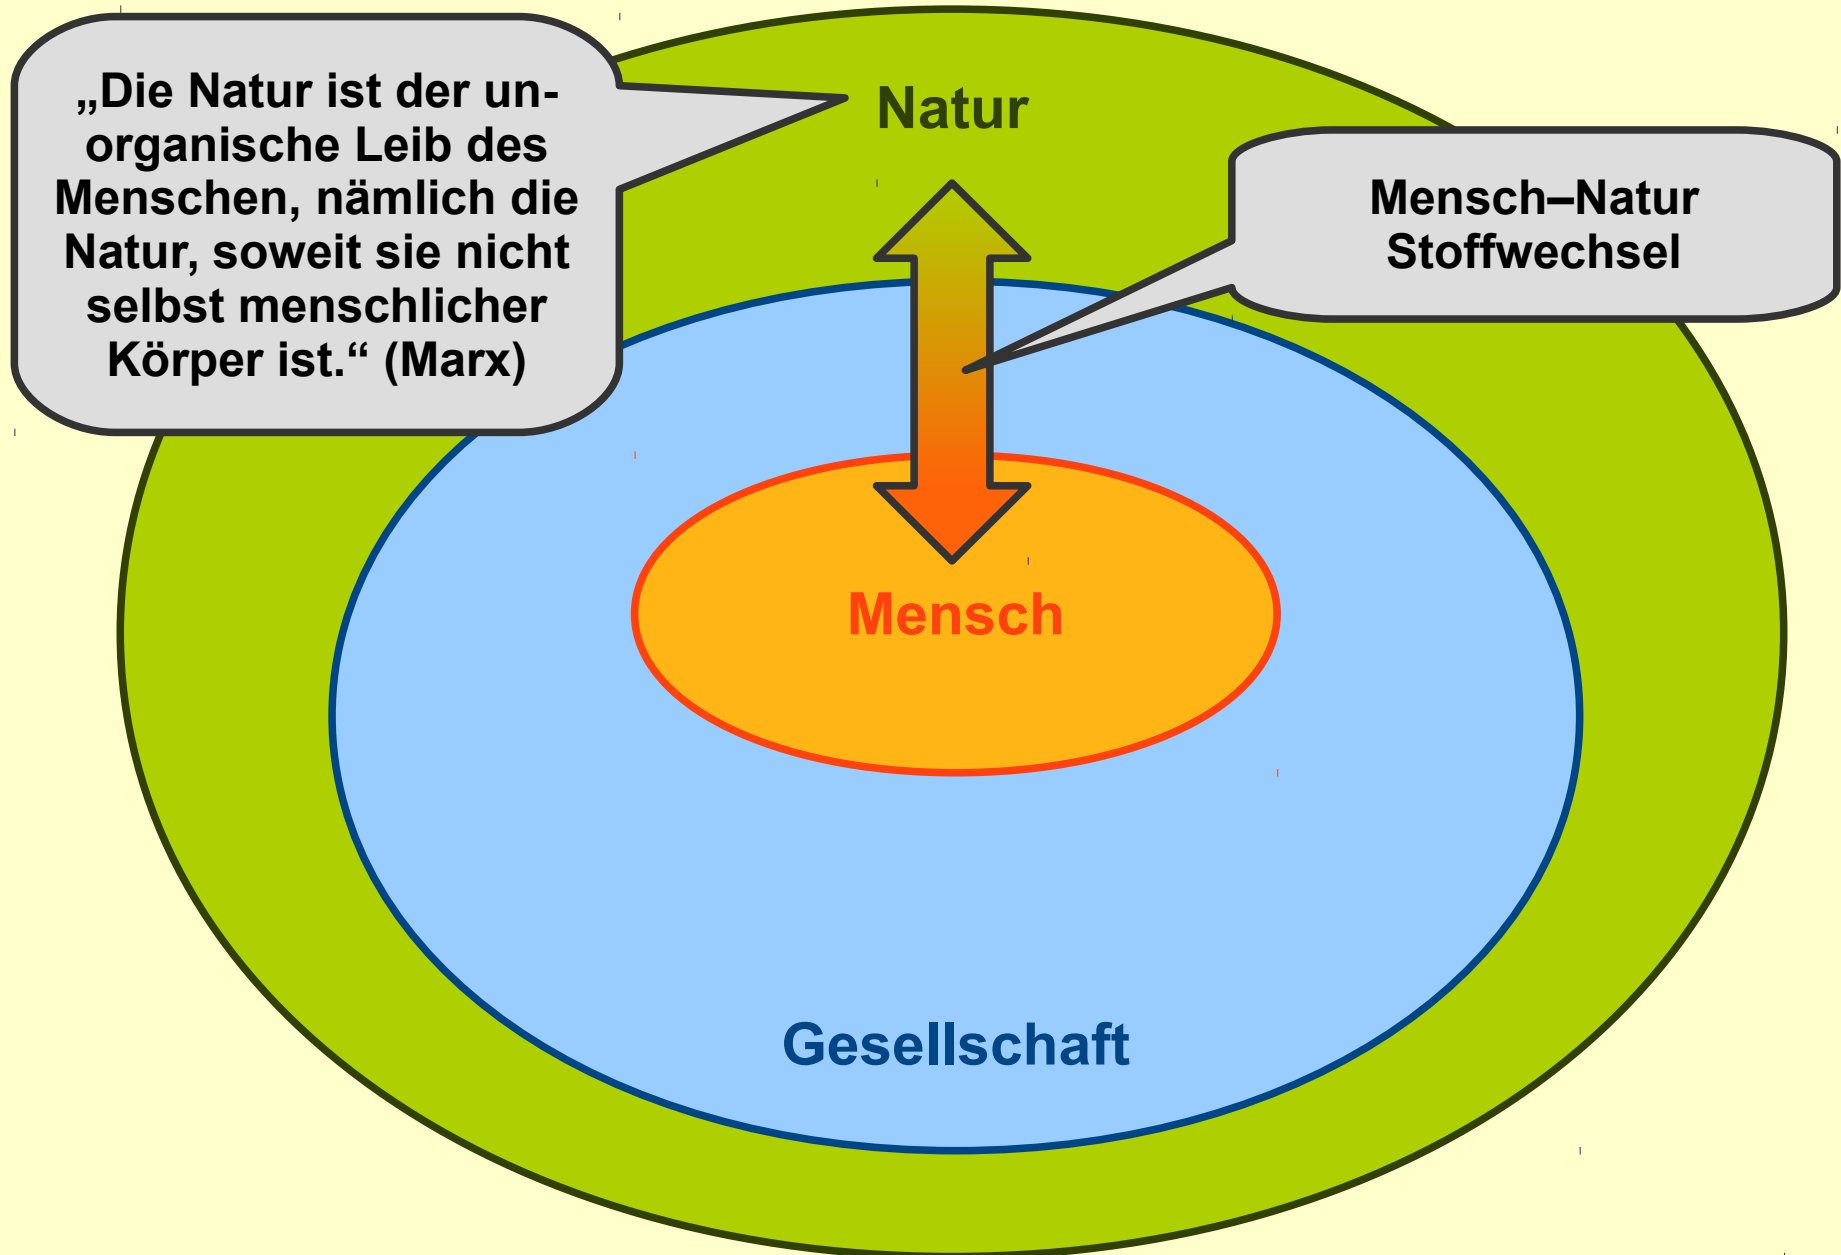 „Die Natur ist der un-
organische Leib des
Menschen, nämlich die
Natur, soweit sie nicht
selbst menschlicher
Körper ist.“ (Marx)
Natur
Mensch–Natur
Stoffwechsel
Mensch
Gesellschaft